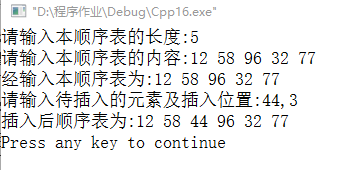 "D:\程序作业\Debug\Cpp16.exe"
请输入本顺序表的长度:5
请输入本顺序表的内容:12 58 96 32 77
经输入本顺序表为:12 58 96 32 77
请输入待插入的元素及插入位置:44,3
插入后顺序表为:12 58 44 96 32 77
Press any key to continue